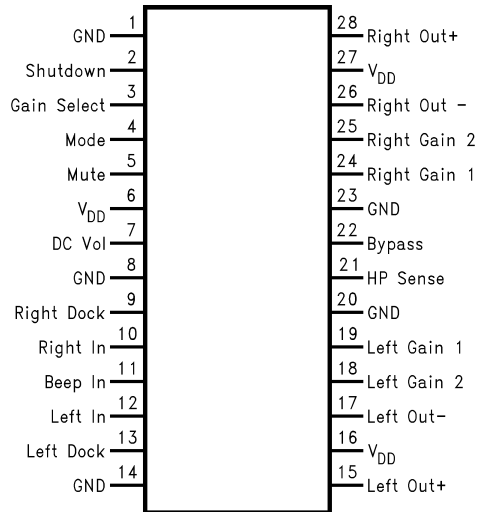 1 28
GND Right Out+
2 27
Shutdown VDD
3 26
Gain Select Right Out -
4 25
Mode Right Gain 2
5 24
Mute Right Gain 1
6 23
VDD GND
7 22
DC Vol Bypass
8 21
GND HP Sense
9 20
Right Dock GND
10 19
Right In Left Gain 1
11 18
Beep In Left Gain 2
12 17
Left In Left Out-
13 16
Left Dock VDD
14 15
GND Left Out+